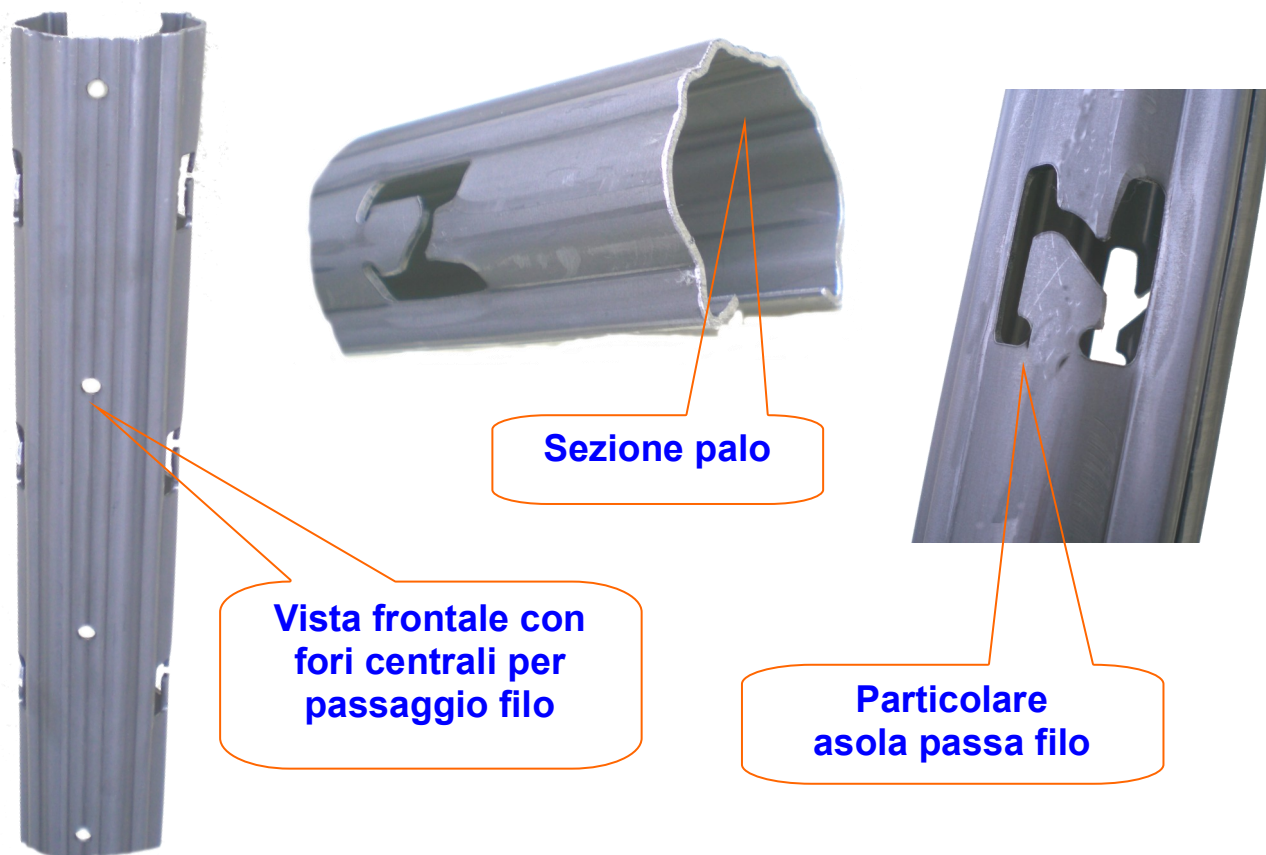 Sezione palo
Vista frontale con
fori centrali per
passaggio filo
Particolare
asola passa filo